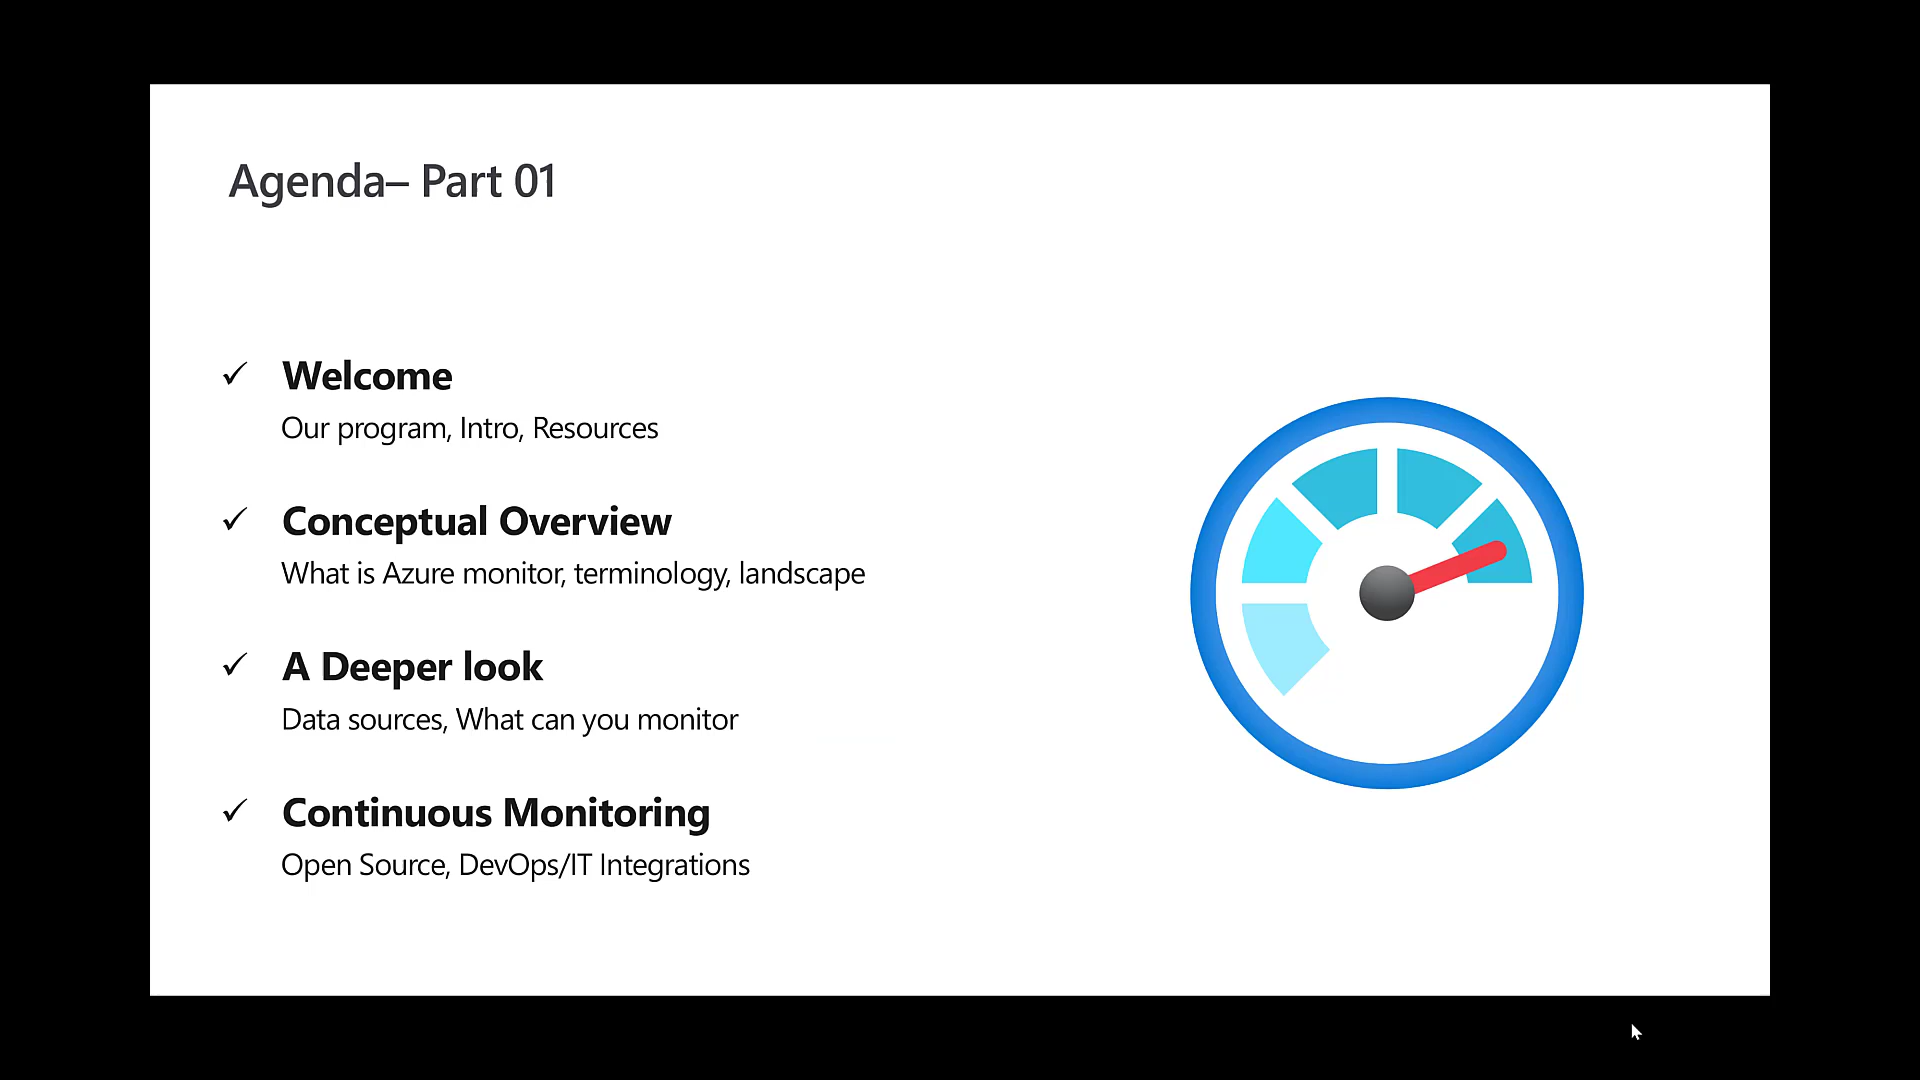 Agenda– Part 01
✓ Welcome
Our program, Intro, Resources
✓ Conceptual Overview
What is Azure monitor, terminology, landscape
✓ A Deeper look
Data sources, What can you monitor
✓ Continuous Monitoring
Open Source, DevOps/IT Integrations